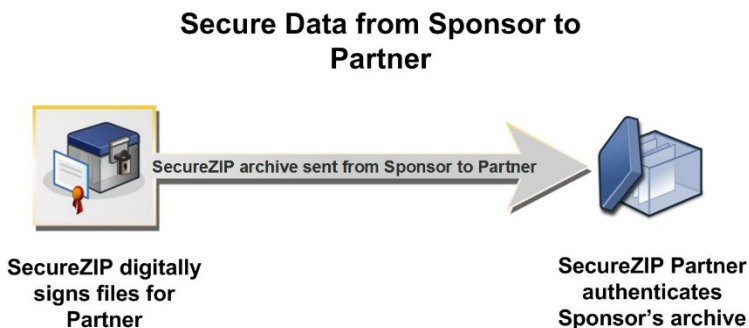 Secure Data from Sponsor to
Partner
SecureZIP archive sent from Sponsor to Partner
SecureZIP digitally
signs files for
Partner
SecureZIP Partner
authenticates
Sponsor's archive